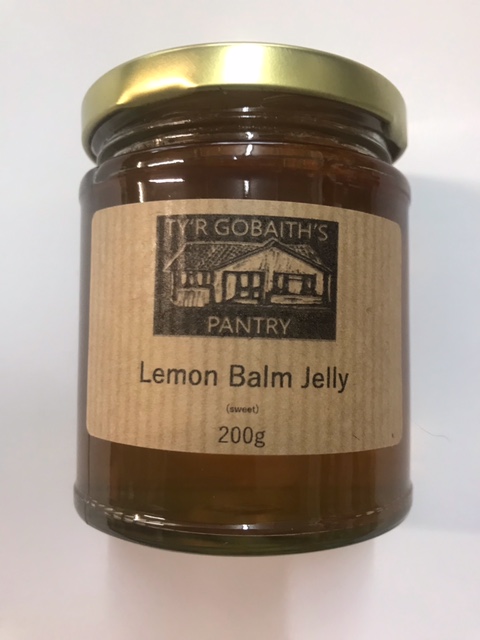 TY'R GOBAITH'S
PANTRY
Lemon Balm Jelly
(sweet)
200g